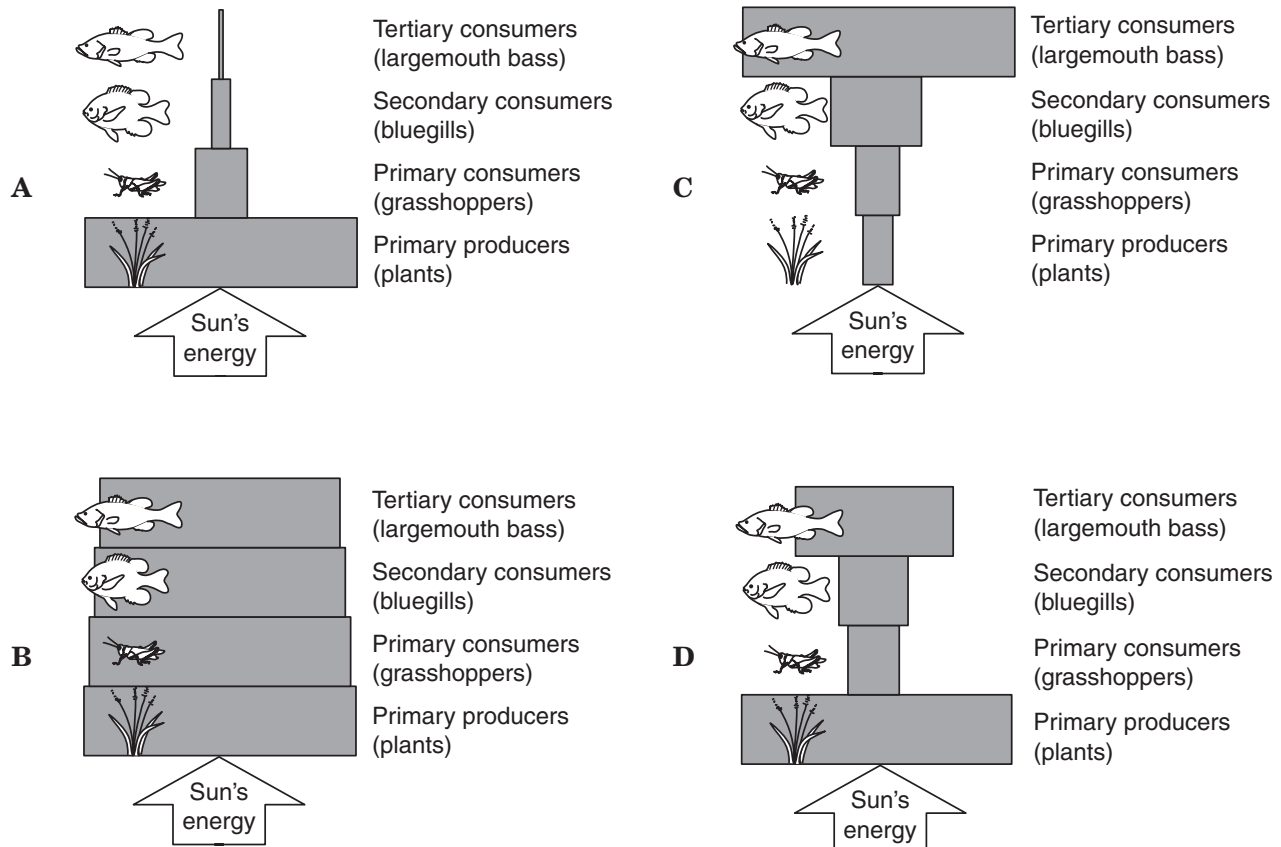 A
Tertiary consumers
(largemouth bass)
Secondary consumers
(bluegills)
Primary consumers
(grasshoppers)
Primary producers
(plants)
Sun's
energy
C
Tertiary consumers
(largemouth bass)
Secondary consumers
(bluegills)
Primary consumers
(grasshoppers)
Primary producers
(plants)
Sun's
energy
B
Tertiary consumers
(largemouth bass)
Secondary consumers
(bluegills)
Primary consumers
(grasshoppers)
Primary producers
(plants)
Sun's
energy
D
Tertiary consumers
(largemouth bass)
Secondary consumers
(bluegills)
Primary consumers
(grasshoppers)
Primary producers
(plants)
Sun's
energy